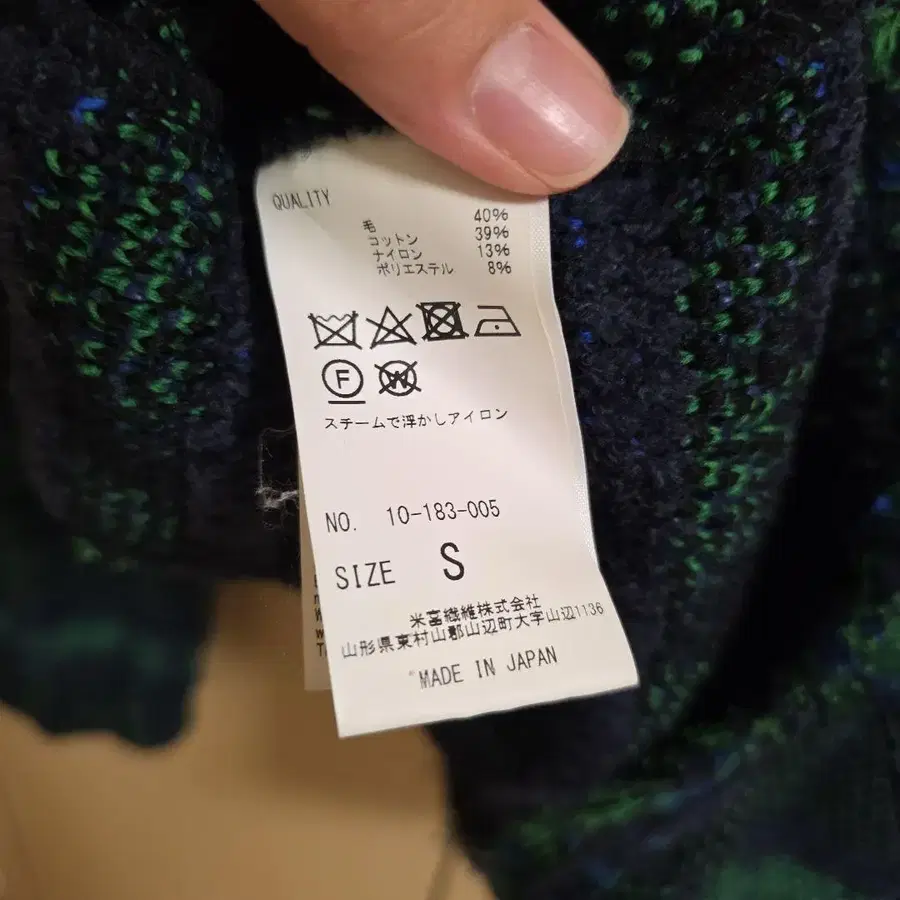 QUALITY
毛 40%
コットン 39%
ナイロン 13%
ポリエステル 8%
F
W
スチームで浮かしアイロン
NO. 10-183-005
SIZE S
米富繊維株式会社
山形県東村山郡山辺町大字山辺1136
MADE IN JAPAN